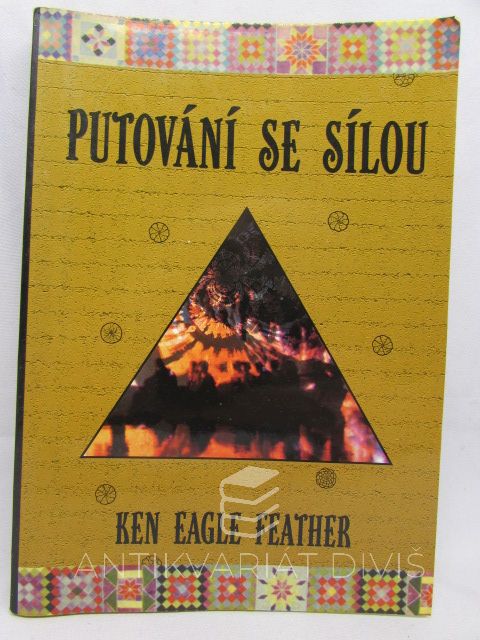 PUTOVÁNÍ SE SÍLOU
KEN EAGLE FEATHER
ANTIKVARIÁT DIVIŠ